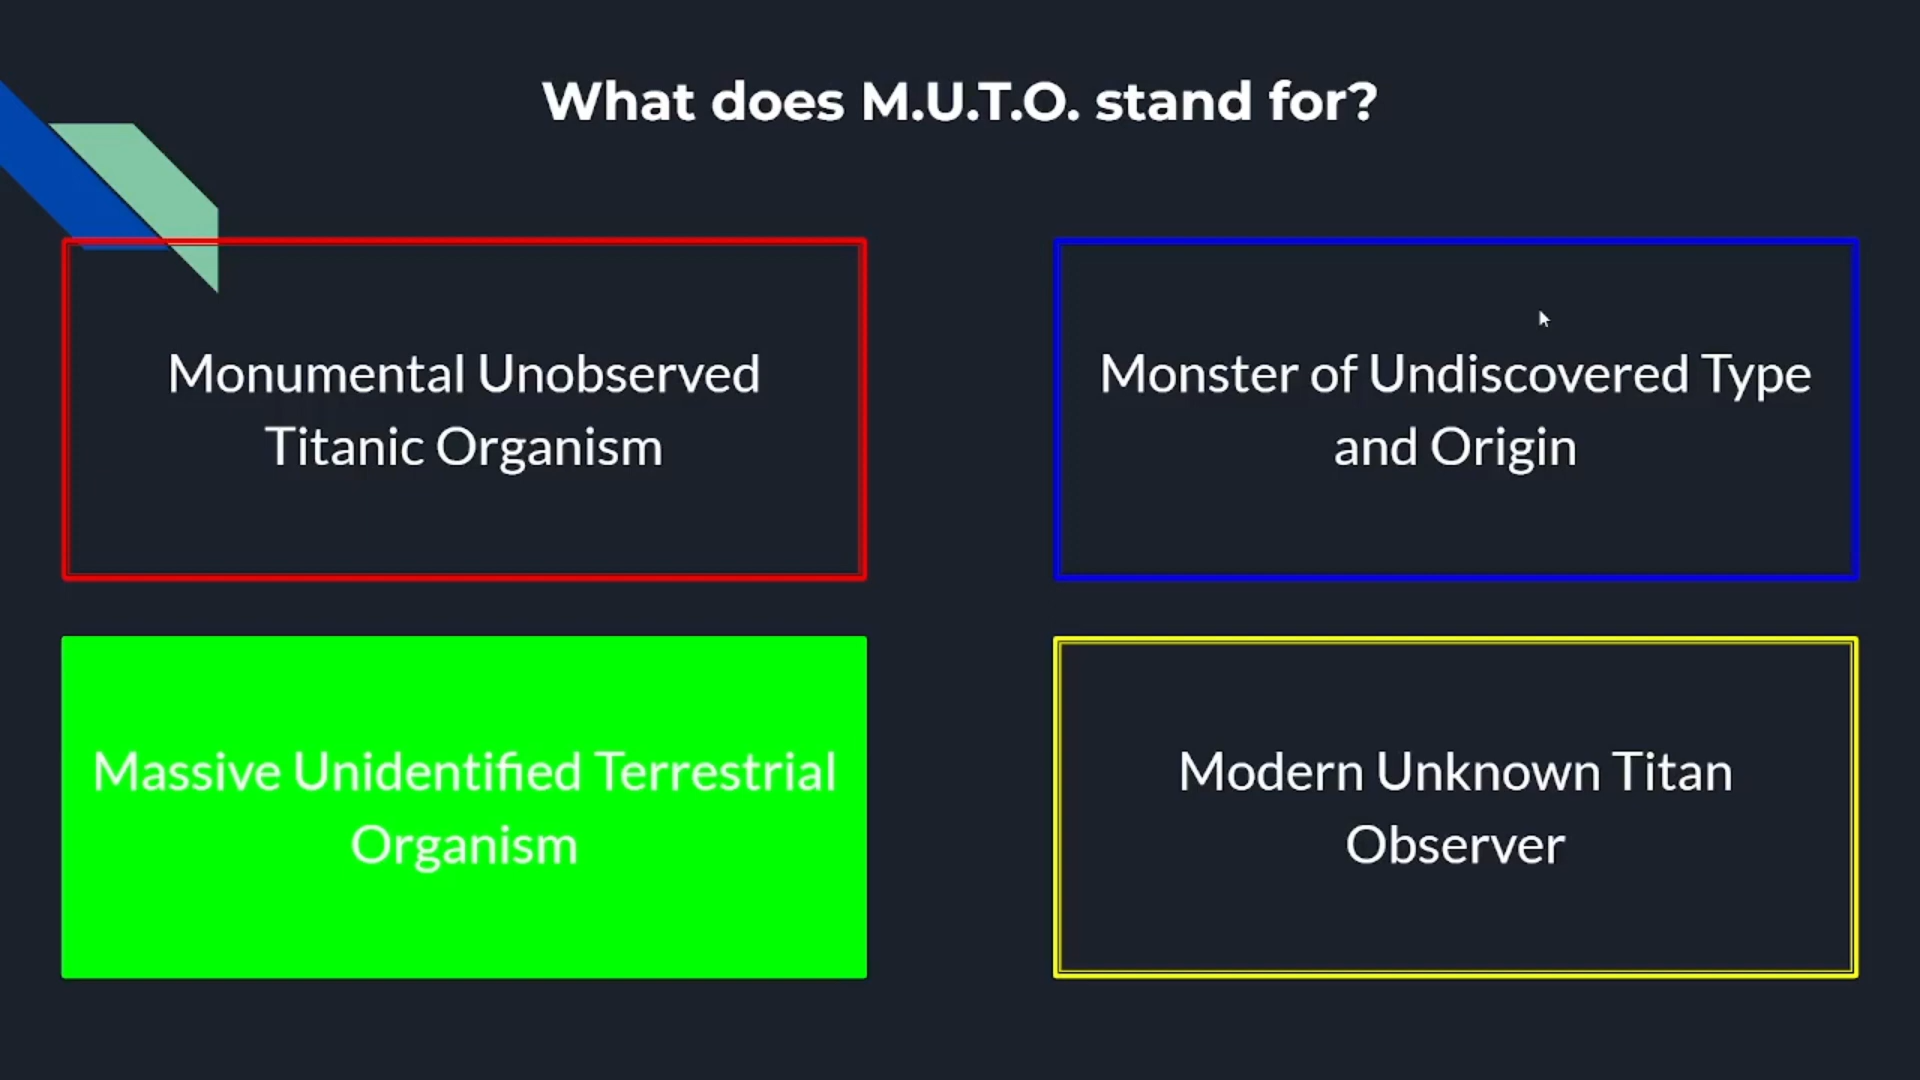 What does M.U.T.O. stand for?
Monumental Unobserved
Titanic Organism
Monster of Undiscovered Type
and Origin
Massive Unidentified Terrestrial
Organism
Modern Unknown Titan
Observer